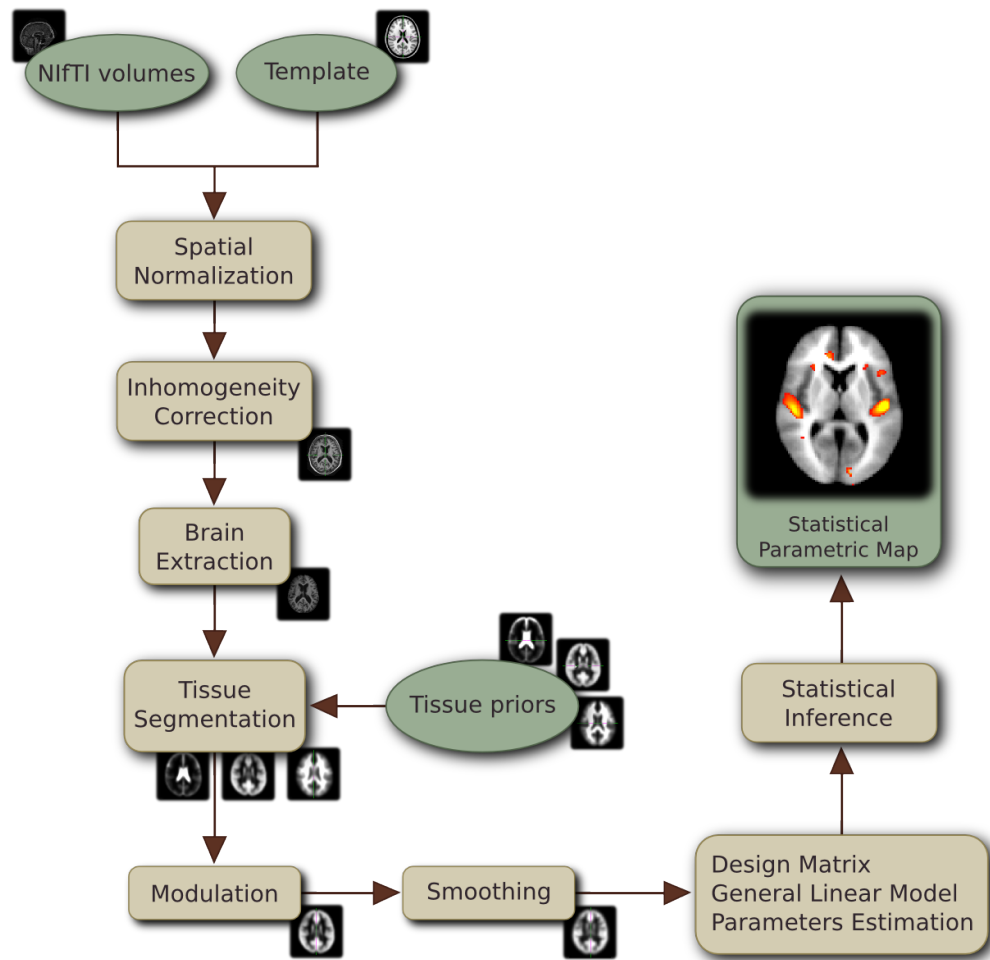 NIfTI volumes
Template
Spatial
Normalization
Inhomogeneity
Correction
Brain
Extraction
Tissue
Segmentation
Tissue priors
Modulation
Smoothing
Design Matrix
General Linear Model
Parameters Estimation
Statistical
Inference
Statistical
Parametric Map